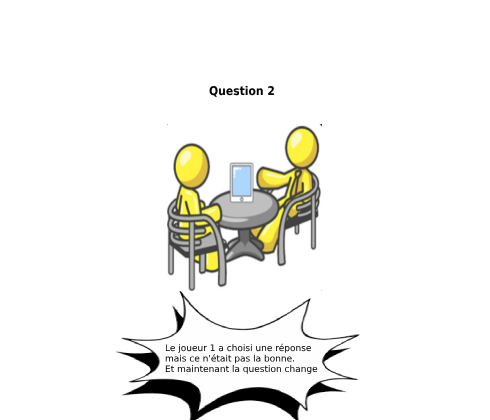 Question 2
Le joueur 1 a choisi une réponse
mais ce n'était pas la bonne.
Et maintenant la question change